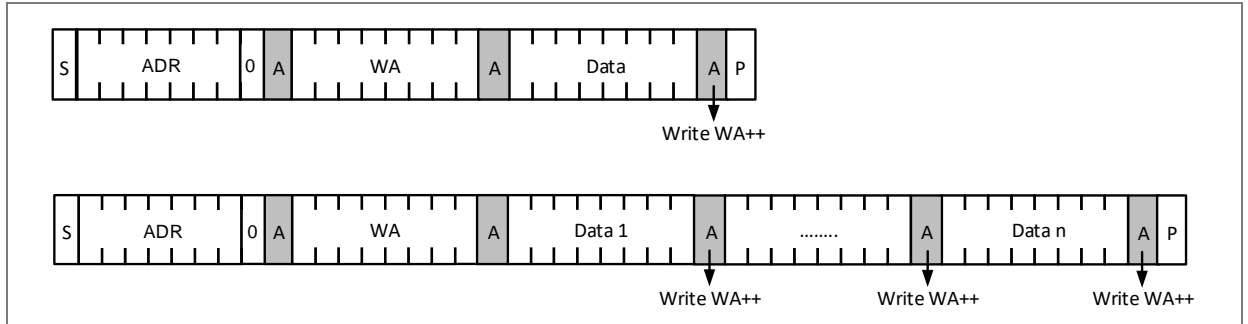 S ADR 0 A WA A Data A P
Write WA++
S ADR 0 A WA A Data 1 A ........ A Data n A P
Write WA++ Write WA++ Write WA++